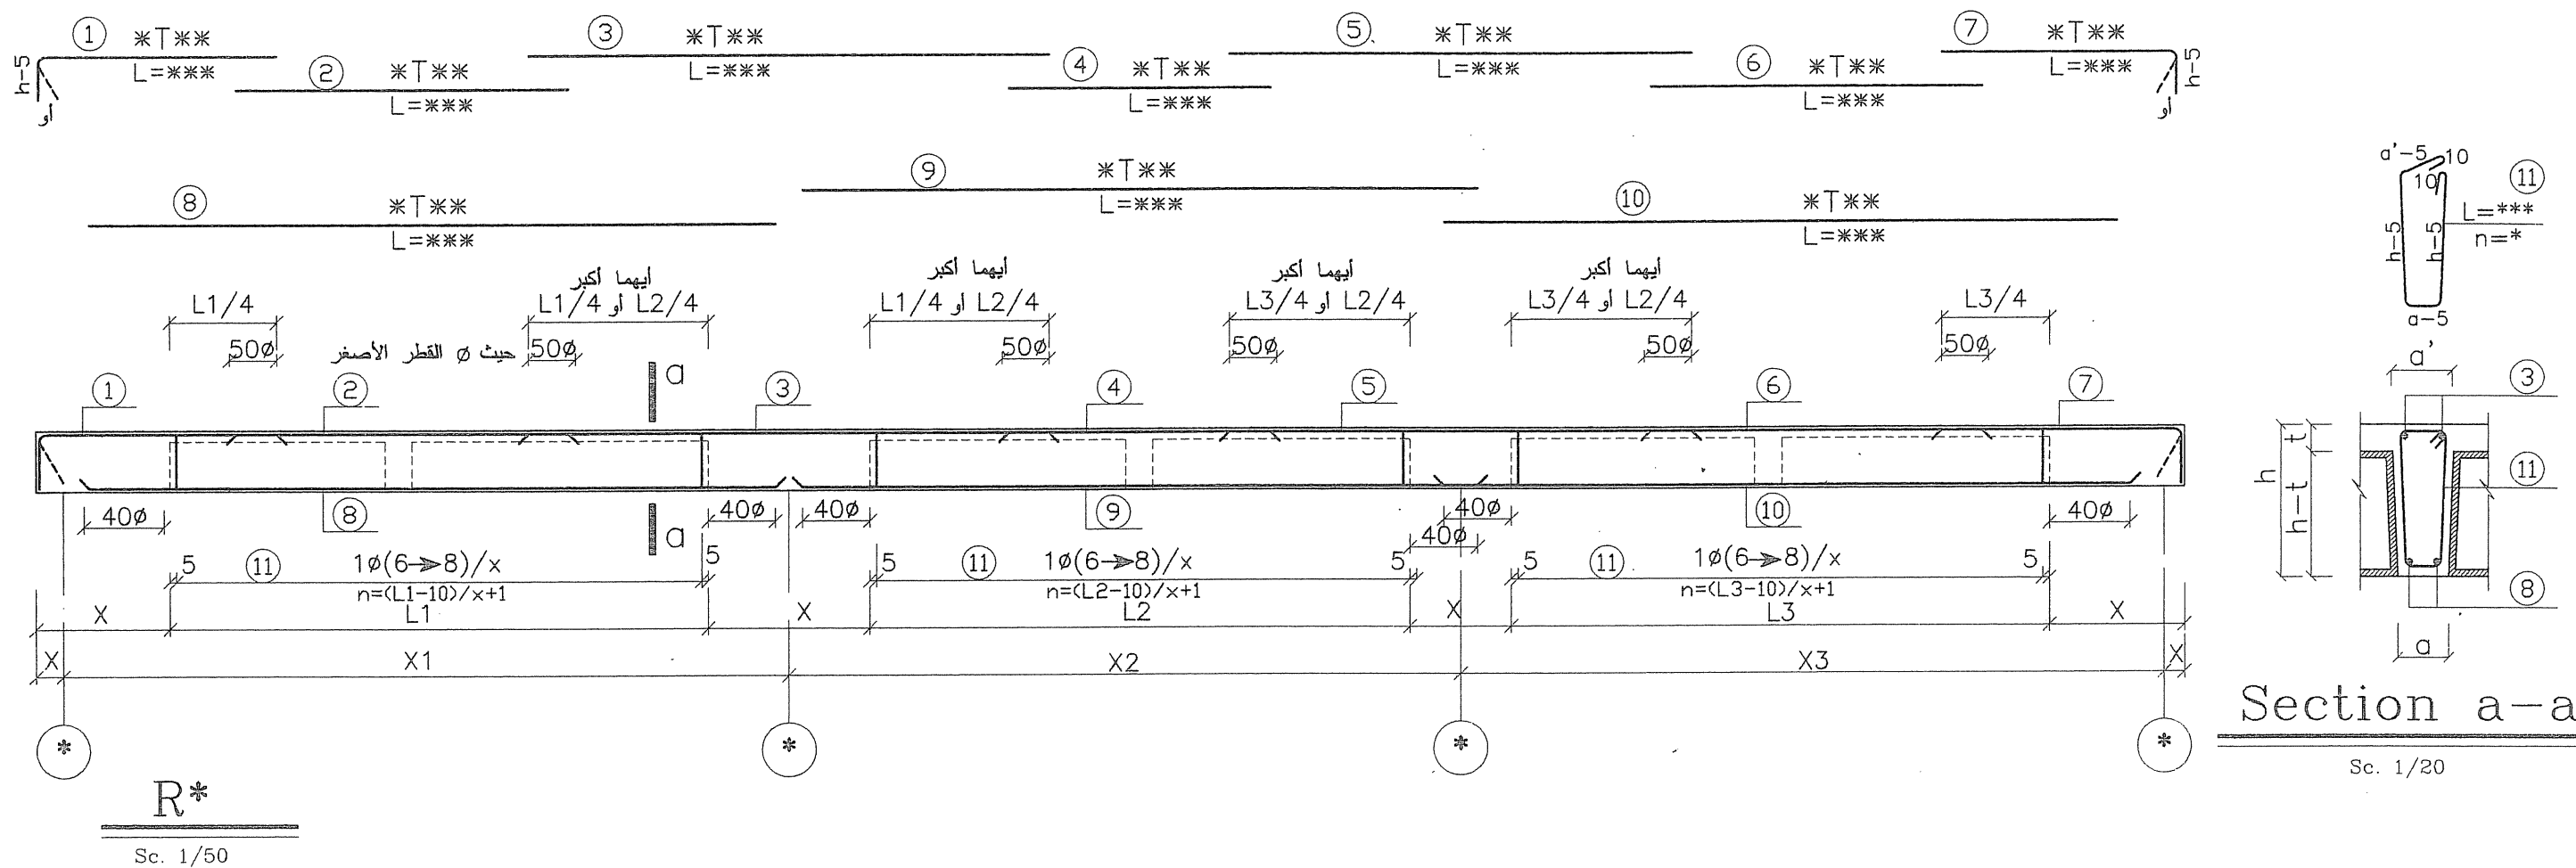 ① *T** ③ *T** ⑤ *T** ⑦ *T**
h-5 L=*** ② *T** L=*** ④ *T** L=*** ⑥ *T** L=*** h-5
أو L=*** L=*** L=*** أو
⑨ *T**
⑧ *T** L=*** ⑩ *T**
L=*** L=***
a'-5 10
10 ⑪
h-5 h-5 L=***
n=*
a-5
أيهما أكبر أيهما أكبر أيهما أكبر أيهما أكبر
L1/4 L1/4 أو L2/4 L1/4 أو L2/4 L3/4 أو L2/4 L3/4 أو L2/4 L3/4
50ø حيث ø القطر الأصغر 50ø 50ø 50ø 50ø 50ø
a
① ② ③ ④ ⑤ ⑥ ⑦
40ø ⑧ 40ø 40ø ⑨ 40ø ⑩ 40ø
a 40ø
5 ⑪ 1ø(6→8)/x 5 5 ⑪ 1ø(6→8)/x 5 5 ⑪ 1ø(6→8)/x 5
n=(L1-10)/x+1 n=(L2-10)/x+1 n=(L3-10)/x+1
X L1 X L2 X L3 X
X X1 X2 X3 X
* * * *
R*
Sc. 1/50
a'
③
t
h h-t ⑪
⑧
a
Section a-a
Sc. 1/20